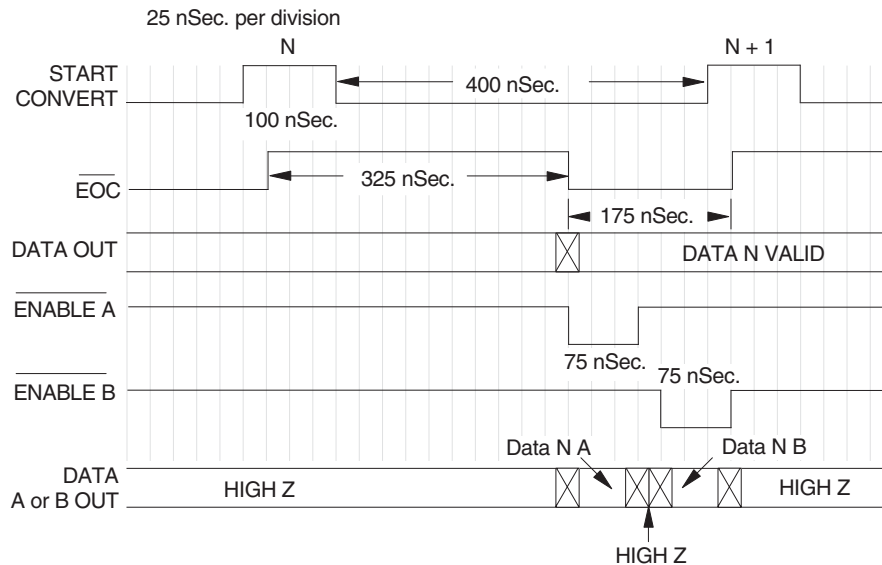 25 nSec. per division
N
N + 1
START
CONVERT
400 nSec.
100 nSec.
EOC
325 nSec.
175 nSec.
DATA OUT
DATA N VALID
ENABLE A
75 nSec.
75 nSec.
ENABLE B
Data N A
Data N B
DATA
A or B OUT
HIGH Z
HIGH Z
HIGH Z